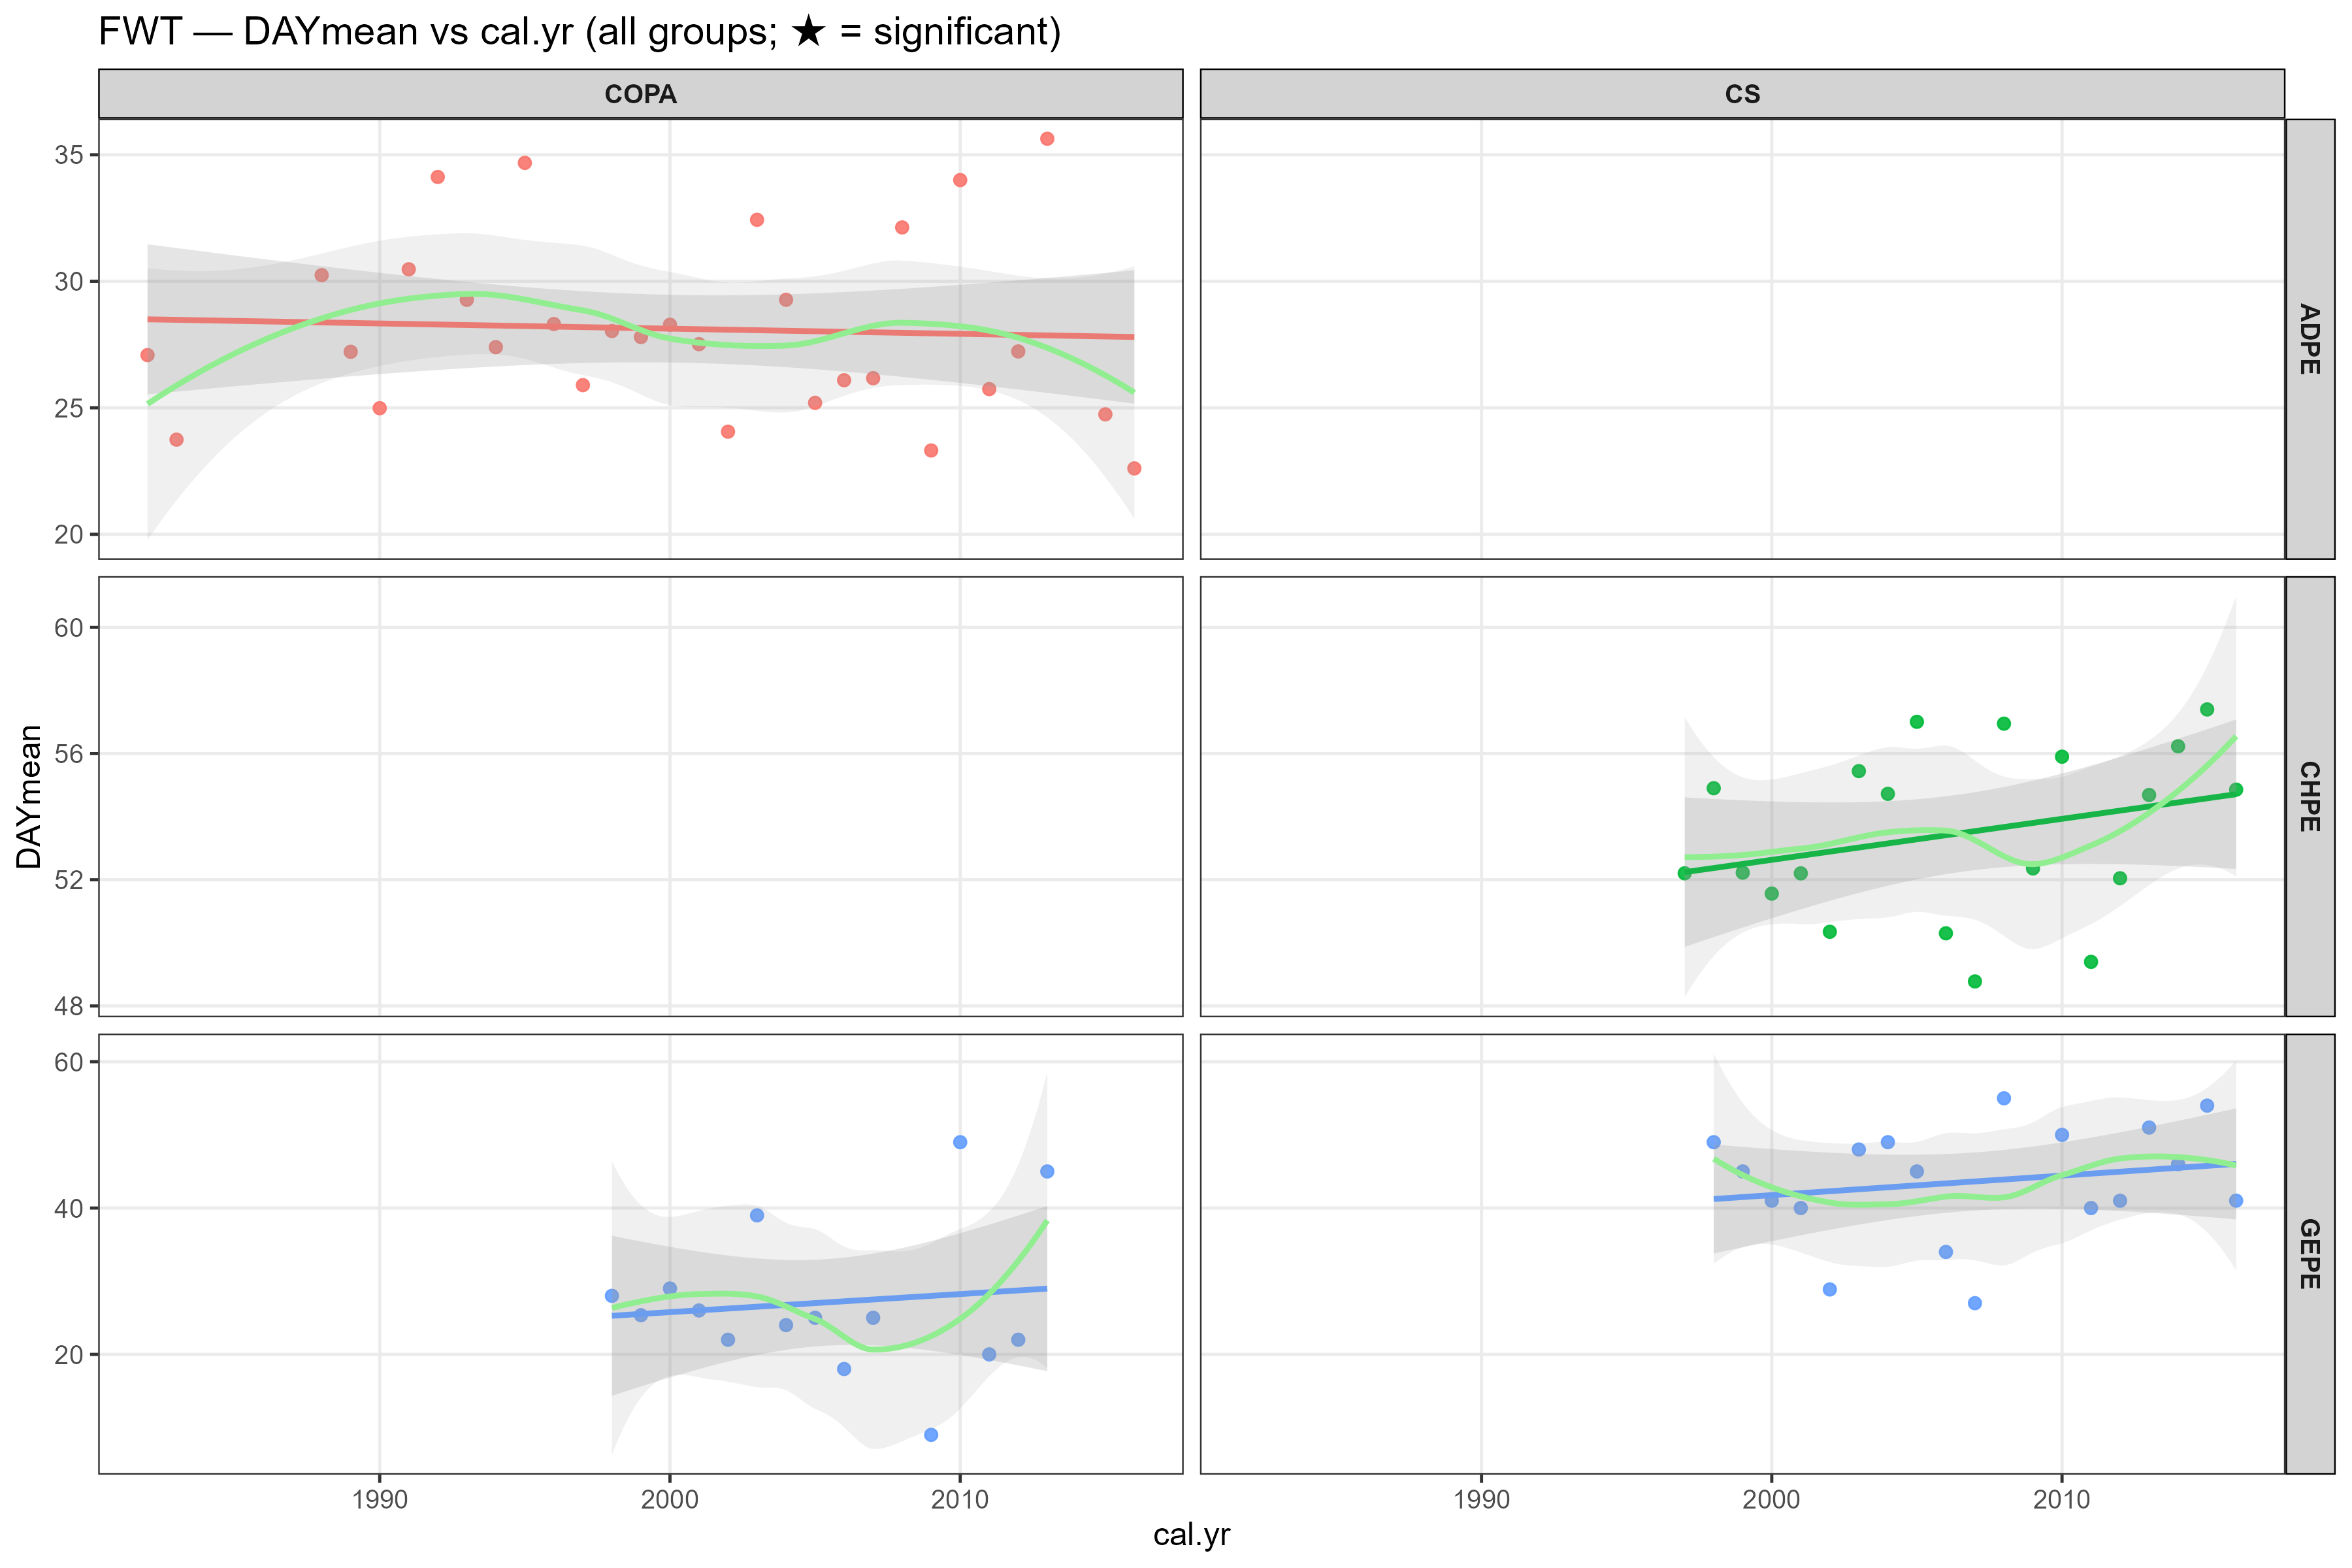 FWT — DAYmean vs cal.yr (all groups; ★ = significant)
COPA
CS
35
30
25
20
ADPE
60
56
52
48
CHPE
DAYmean
60
40
20
GEPE
1990
2000
2010
1990
2000
2010
cal.yr